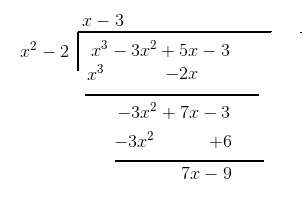 x − 3
x² − 2 x³ − 3x² + 5x − 3
x³ −2x
−3x² + 7x − 3
−3x² +6
7x − 9